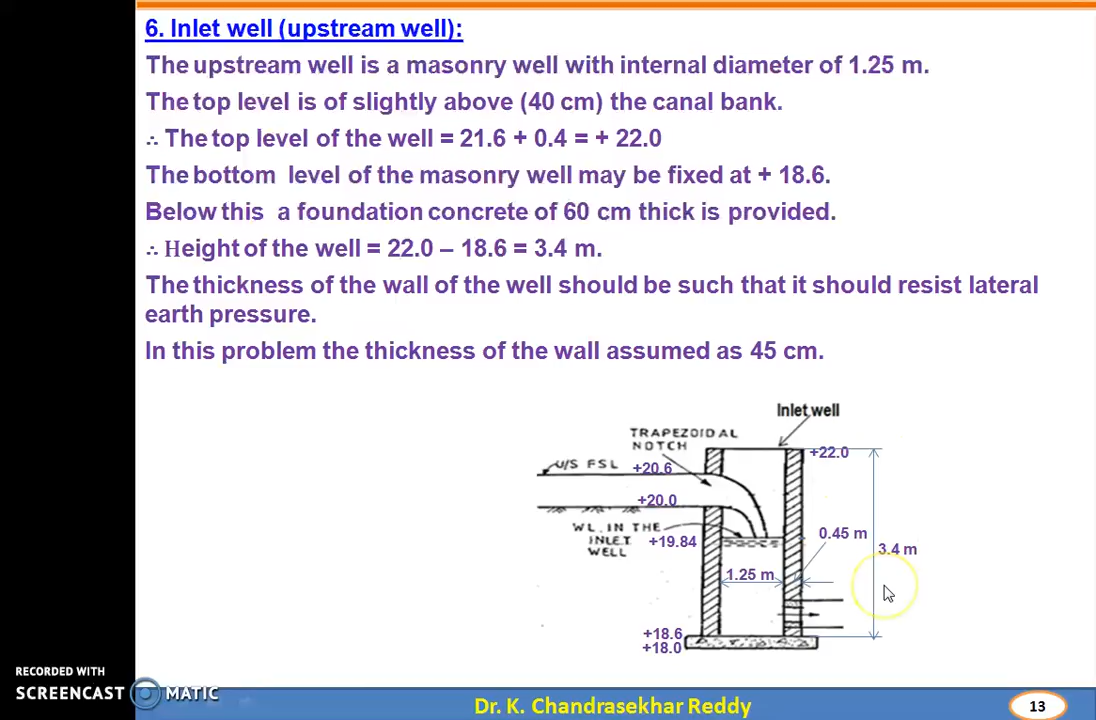 6. Inlet well (upstream well):
The upstream well is a masonry well with internal diameter of 1.25 m.
The top level is of slightly above (40 cm) the canal bank.
∴ The top level of the well = 21.6 + 0.4 = + 22.0
The bottom level of the masonry well may be fixed at + 18.6.
Below this a foundation concrete of 60 cm thick is provided.
∴ Height of the well = 22.0 – 18.6 = 3.4 m.
The thickness of the wall of the well should be such that it should resist lateral
earth pressure.
In this problem the thickness of the wall assumed as 45 cm.
Inlet well
TRAPEZOIDAL
NOTCH
+22.0
U/S FSL
+20.6
+20.0
WL. IN THE
INLET
WELL
+19.84
0.45 m
3.4 m
1.25 m
+18.6
+18.0
RECORDED WITH
SCREENCAST MATIC
Dr. K. Chandrasekhar Reddy
13